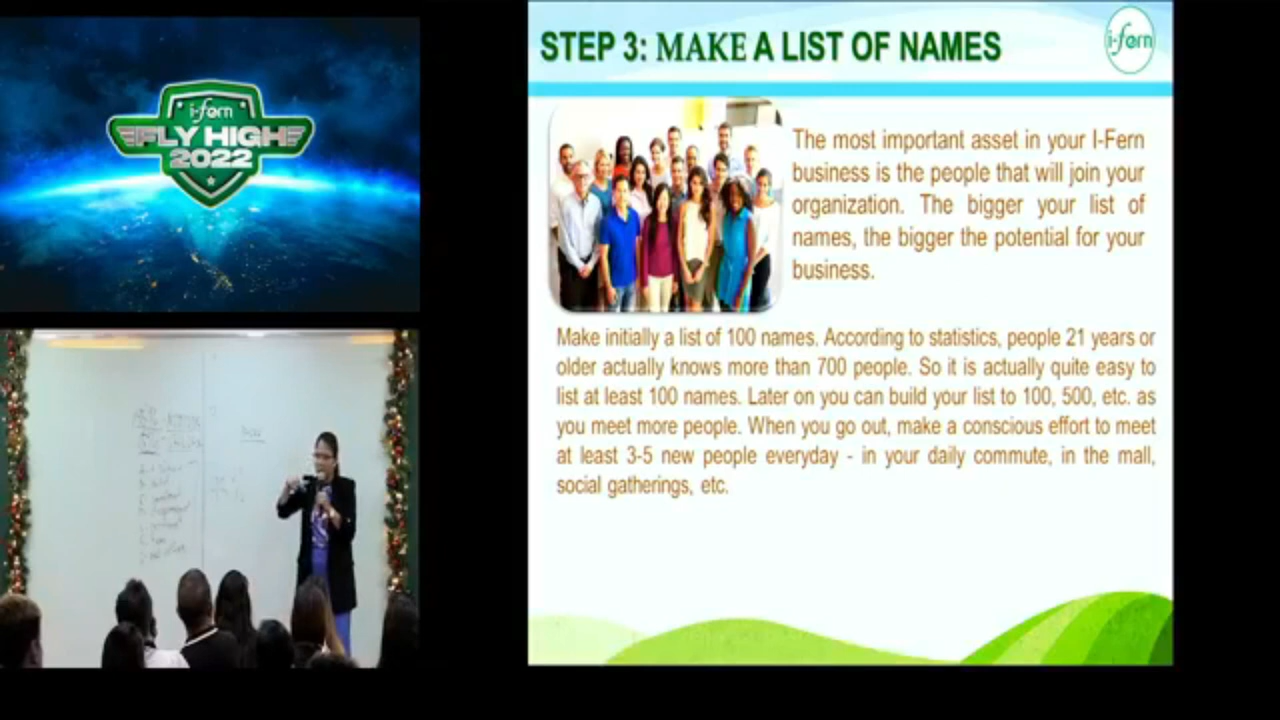 i-fern
FLY HIGH
2022
STEP 3: MAKE A LIST OF NAMES
i-fern
The most important asset in your I-Fern
business is the people that will join your
organization. The bigger your list of
names, the bigger the potential for your
business.
Make initially a list of 100 names. According to statistics, people 21 years or
older actually knows more than 700 people. So it is actually quite easy to
list at least 100 names. Later on you can build your list to 100, 500, etc. as
you meet more people. When you go out, make a conscious effort to meet
at least 3-5 new people everyday - in your daily commute, in the mall,
social gatherings, etc.